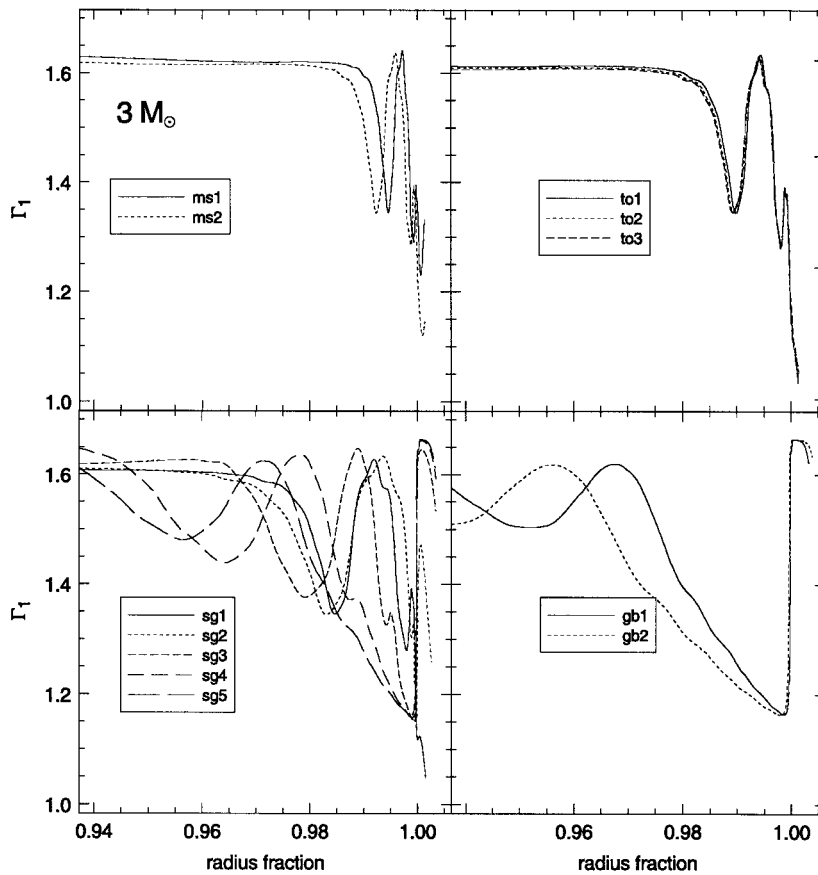 1.6
1.4
1.2
1.0
Γ₁
3 M☉
ms1
ms2
to1
to2
to3
1.6
1.4
1.2
1.0
Γ₁
sg1
sg2
sg3
sg4
sg5
gb1
gb2
0.94
0.96
0.98
1.00
0.96
0.98
1.00
radius fraction
radius fraction